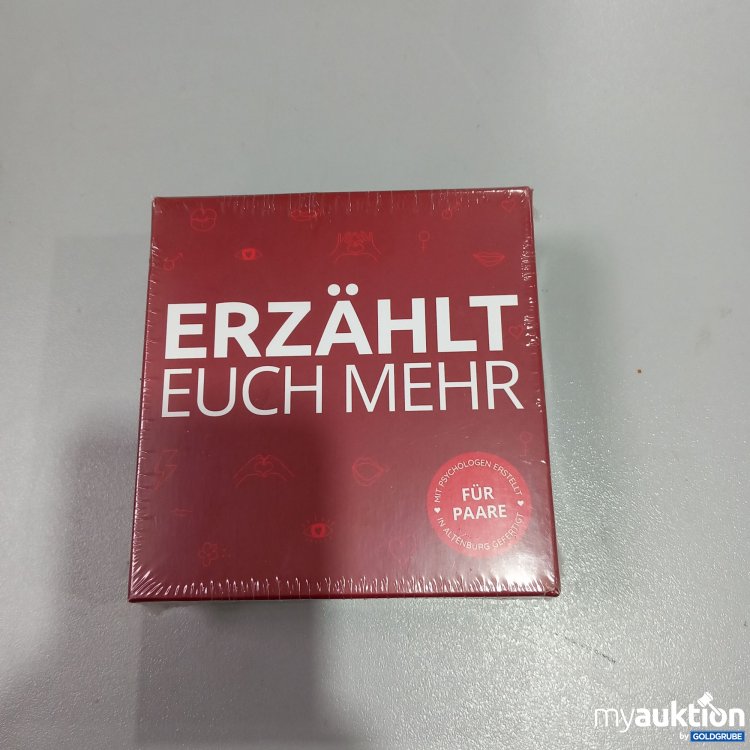 ERZÄHLT
EUCH MEHR
MIT PSYCHOLOGEN ERSTELLT
FÜR
PAARE
IN ALTENBURG GEFERTIGT
myauktion
by GOLDGRUBE